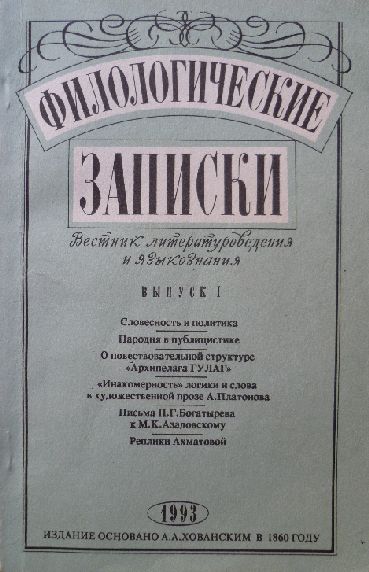 ФИЛОЛОГИЧЕСКИЕ
ЗАПИСКИ
Вестник литературоведения
и языкознания
ВЫПУСК I
Словесность и политика
Пародия в публицистике
О повествовательной структуре
«Архипелага ГУЛАГ»
«Инакомерность» логики и слова
в художественной прозе А.Платонова
Письма П.Г.Богатырева
к М.К.Азадовскому
Реплики Ахматовой
1993
ИЗДАНИЕ ОСНОВАНО А.А.ХОВАНСКИМ В 1860 ГОДУ